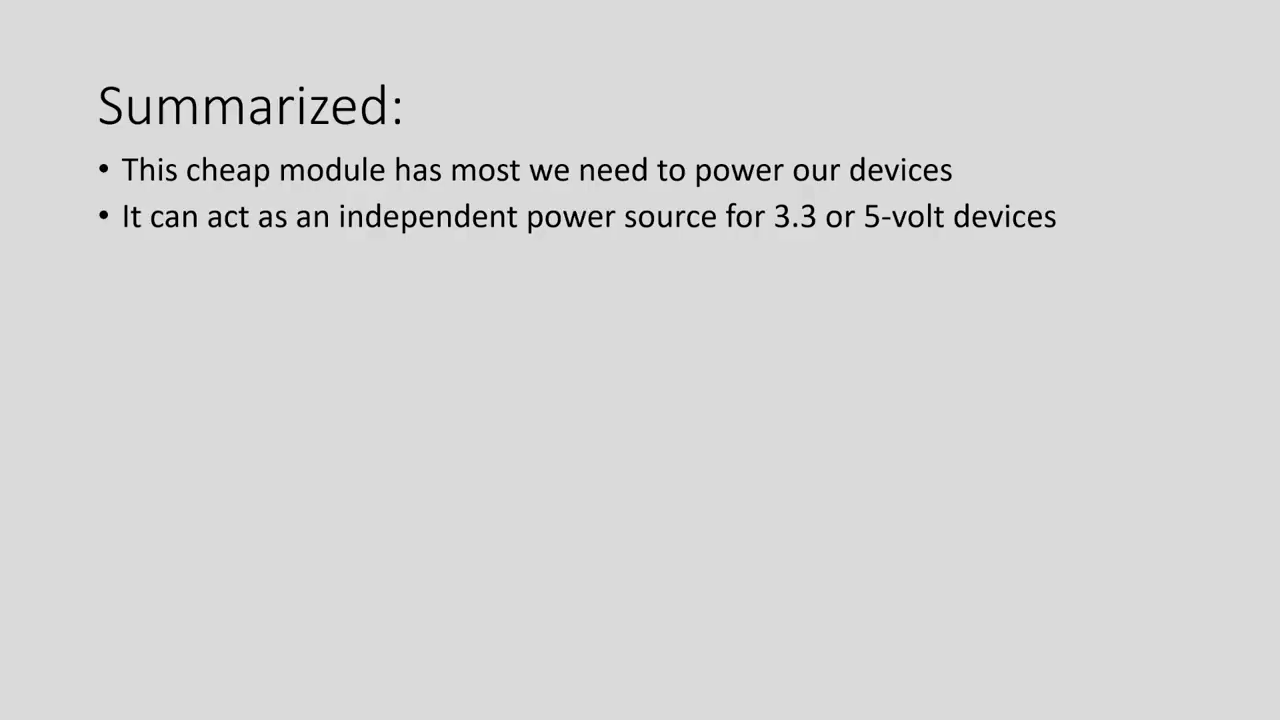 Summarized:
• This cheap module has most we need to power our devices
• It can act as an independent power source for 3.3 or 5-volt devices